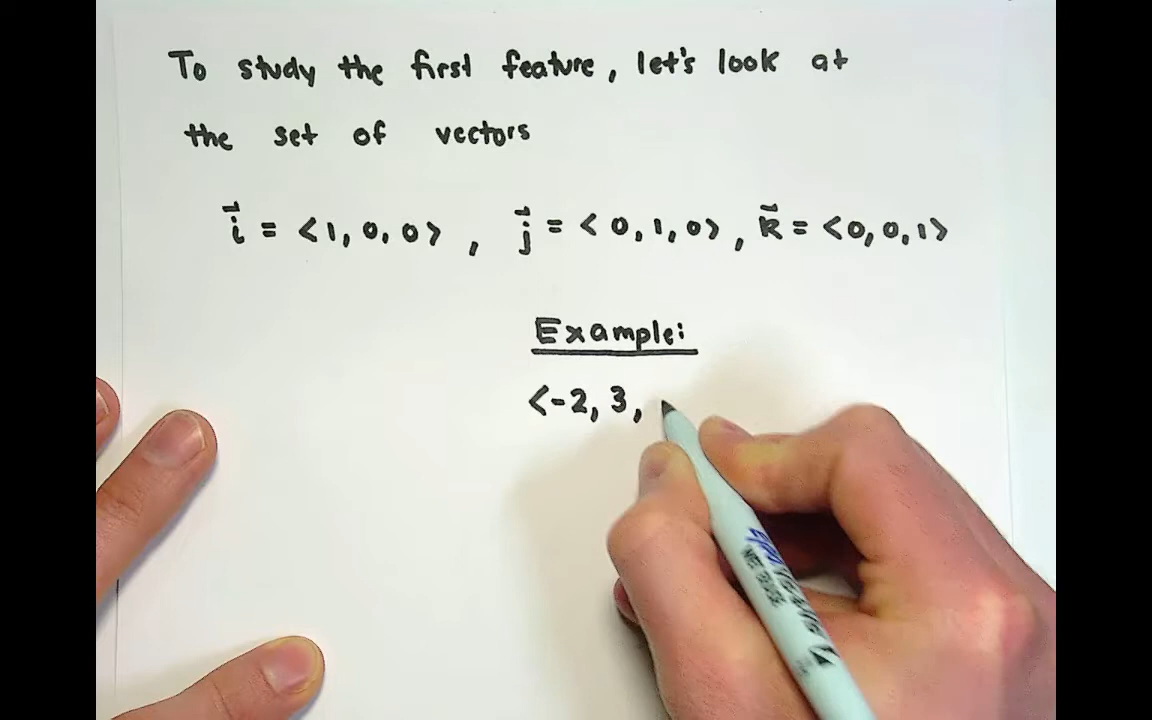 To study the first feature, let's look at
the set of vectors
i⃗ = <1, 0, 0> , j⃗ = < 0, 1, 0> , k⃗ = <0, 0, 1>
Example:
<-2, 3,